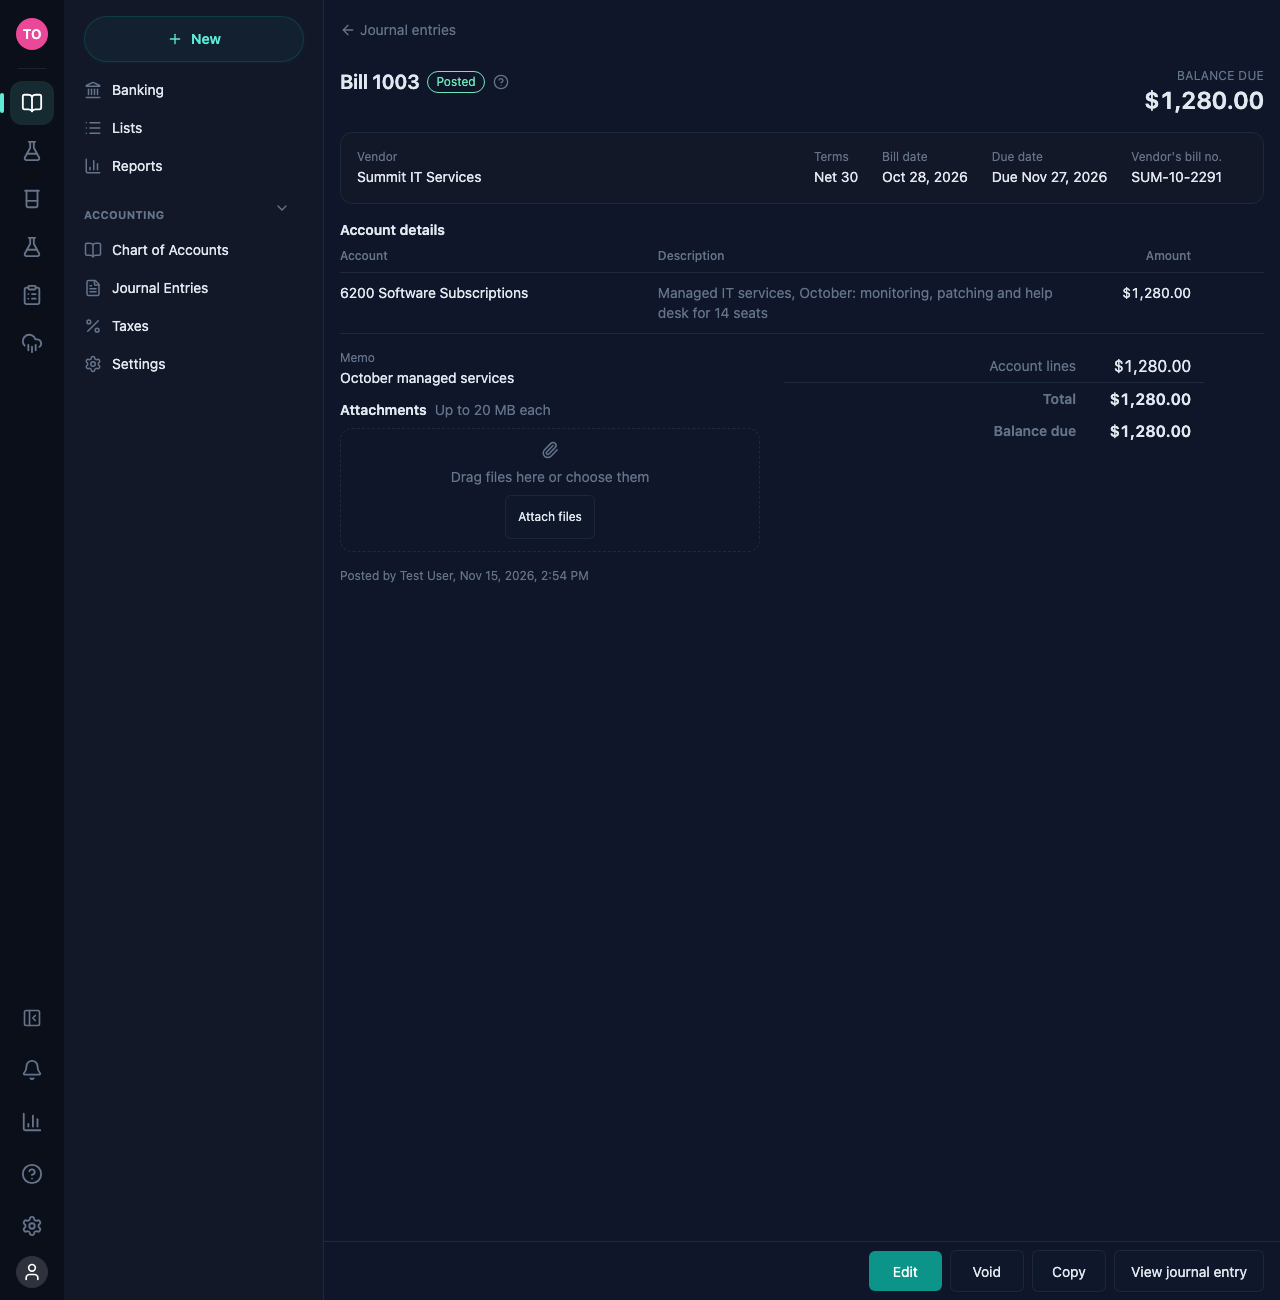 TO
New
Banking
Lists
Reports
ACCOUNTING
Chart of Accounts
Journal Entries
Taxes
Settings
Journal entries
Bill 1003
Posted
BALANCE DUE
$1,280.00
Vendor
Summit IT Services
Terms
Net 30
Bill date
Oct 28, 2026
Due date
Due Nov 27, 2026
Vendor's bill no.
SUM-10-2291
Account details
Account Description Amount
6200 Software Subscriptions
Managed IT services, October: monitoring, patching and help
desk for 14 seats
$1,280.00
Memo
October managed services
Account lines $1,280.00
Total $1,280.00
Balance due $1,280.00
Attachments Up to 20 MB each
Drag files here or choose them
Attach files
Posted by Test User, Nov 15, 2026, 2:54 PM
Edit
Void
Copy
View journal entry